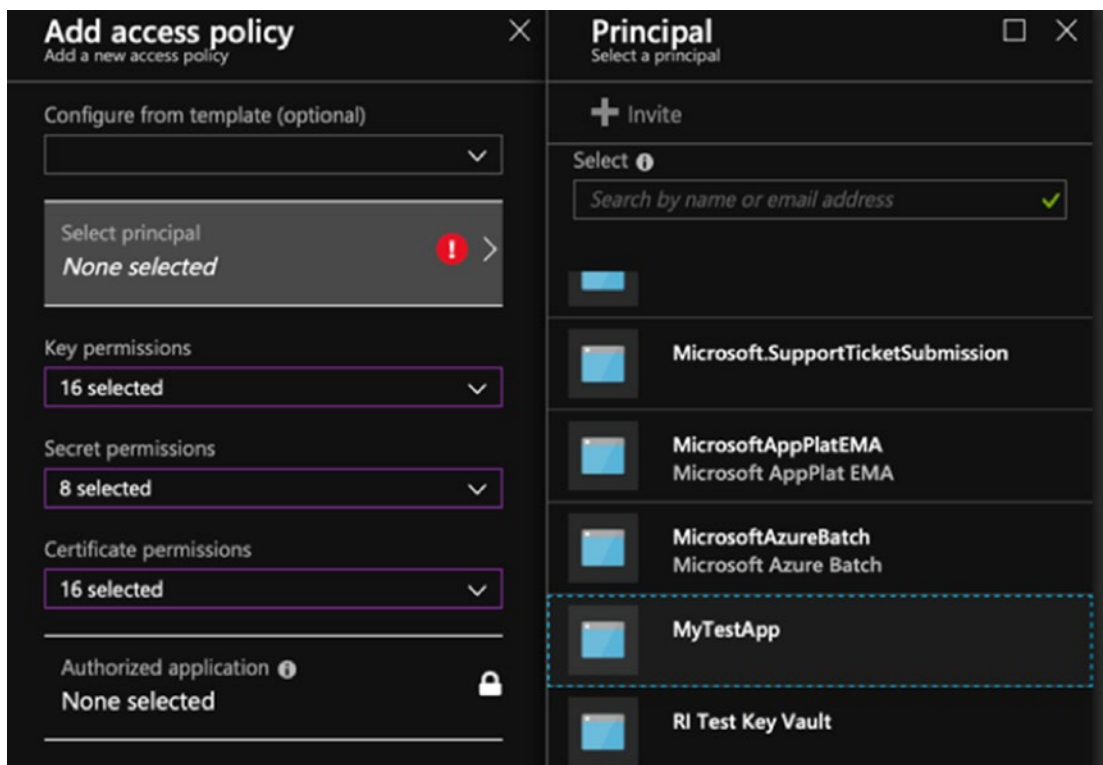 Add access policy
Add a new access policy
Configure from template (optional)
Select principal
None selected
Key permissions
16 selected
Secret permissions
8 selected
Certificate permissions
16 selected
Authorized application
None selected
Principal
Select a principal
Invite
Select
Search by name or email address
Microsoft.SupportTicketSubmission
MicrosoftAppPlatEMA
Microsoft AppPlat EMA
MicrosoftAzureBatch
Microsoft Azure Batch
MyTestApp
RI Test Key Vault